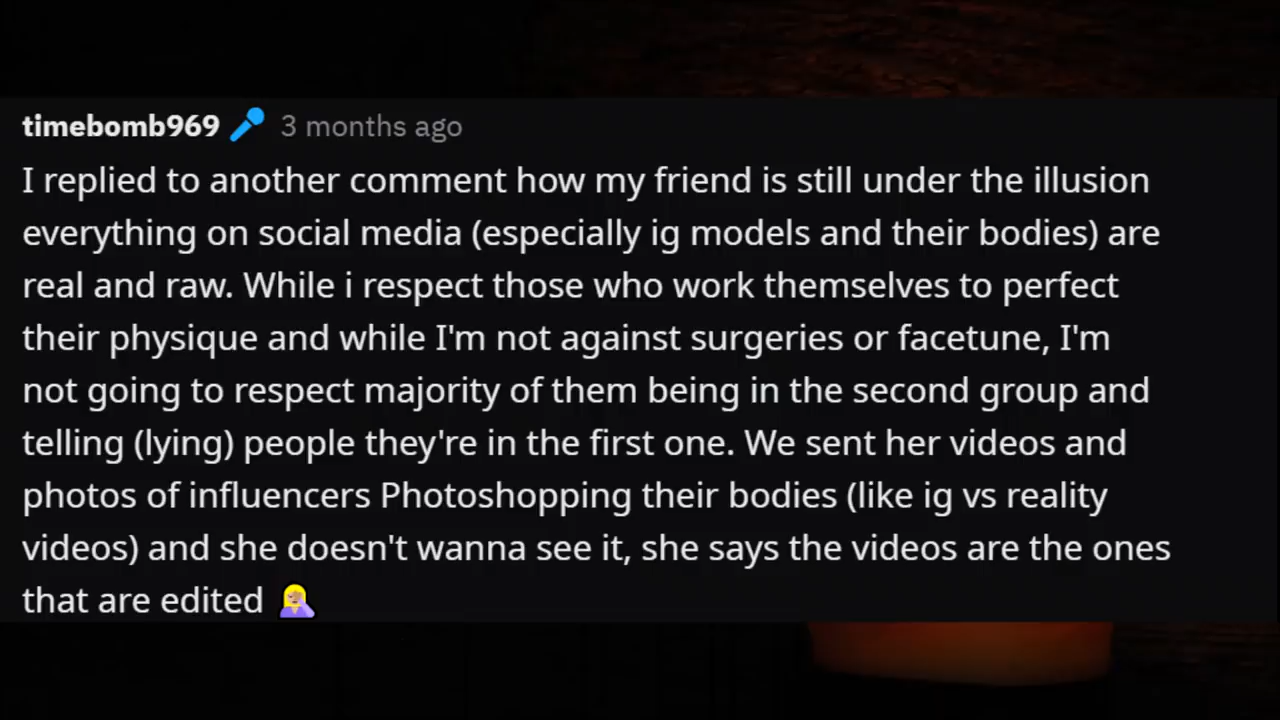 timebomb969 🎤 3 months ago
I replied to another comment how my friend is still under the illusion
everything on social media (especially ig models and their bodies) are
real and raw. While i respect those who work themselves to perfect
their physique and while I'm not against surgeries or facetune, I'm
not going to respect majority of them being in the second group and
telling (lying) people they're in the first one. We sent her videos and
photos of influencers Photoshopping their bodies (like ig vs reality
videos) and she doesn't wanna see it, she says the videos are the ones
that are edited 🤦🏼‍♀️